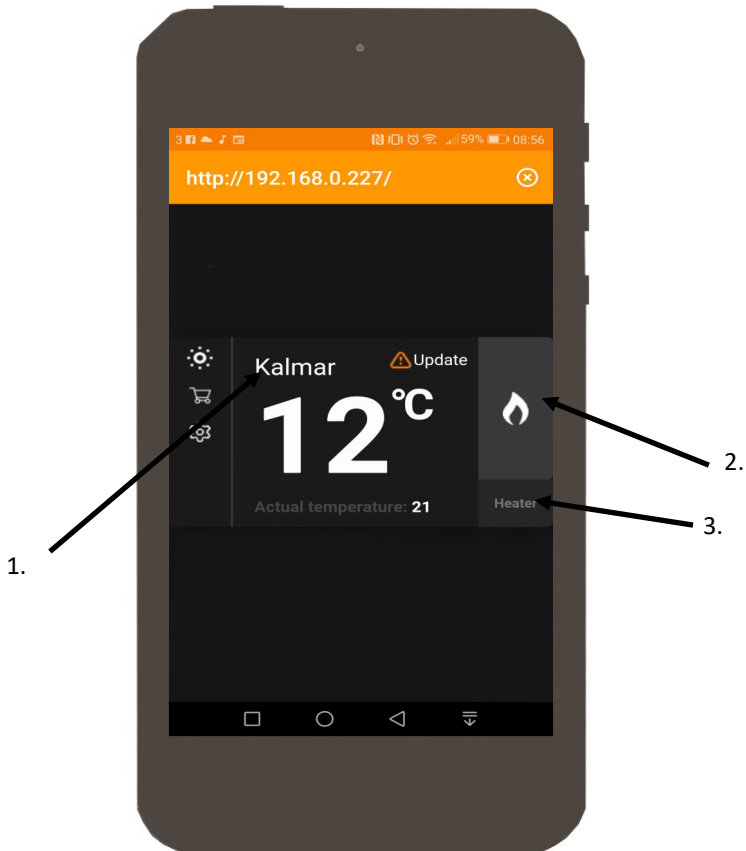 3 59% 08:56
http://192.168.0.227/
Kalmar
Update
12 °C
Actual temperature: 21
Heater
1.
2.
3.